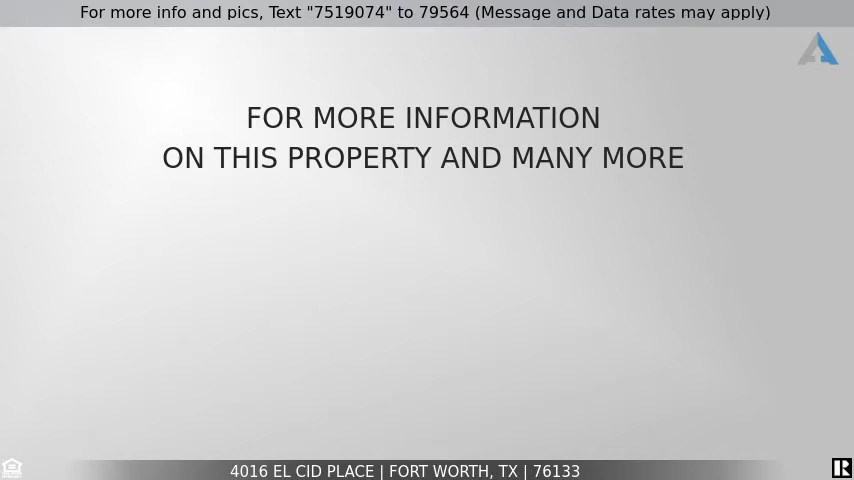 For more info and pics, Text "7519074" to 79564 (Message and Data rates may apply)
FOR MORE INFORMATION
ON THIS PROPERTY AND MANY MORE
4016 EL CID PLACE | FORT WORTH, TX | 76133